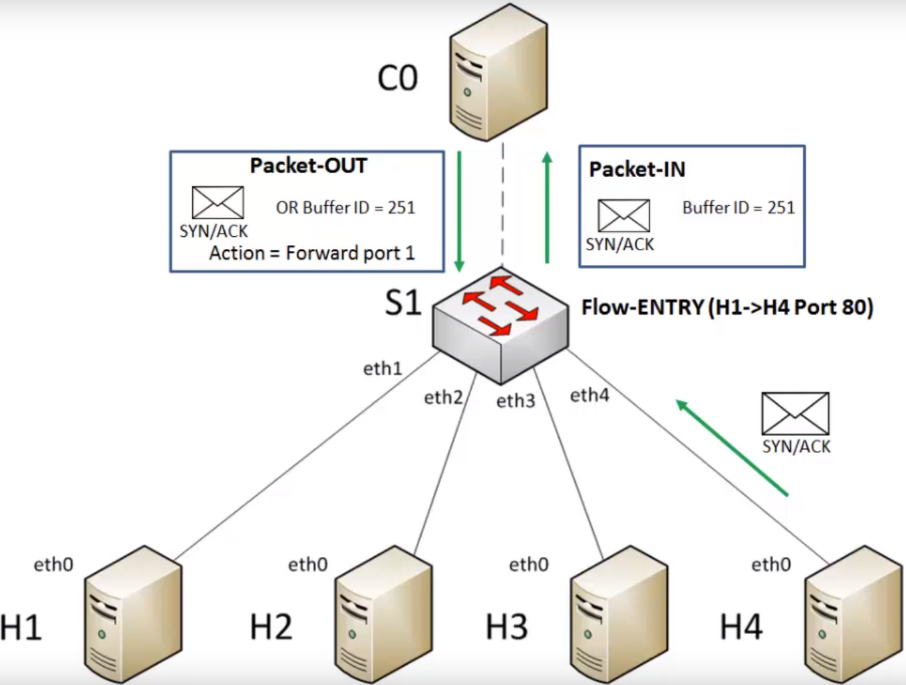 C0
Packet-OUT
OR Buffer ID = 251
SYN/ACK
Action = Forward port 1
Packet-IN
Buffer ID = 251
SYN/ACK
S1
Flow-ENTRY (H1->H4 Port 80)
eth1
eth2
eth3
eth4
SYN/ACK
eth0
eth0
eth0
eth0
H1
H2
H3
H4